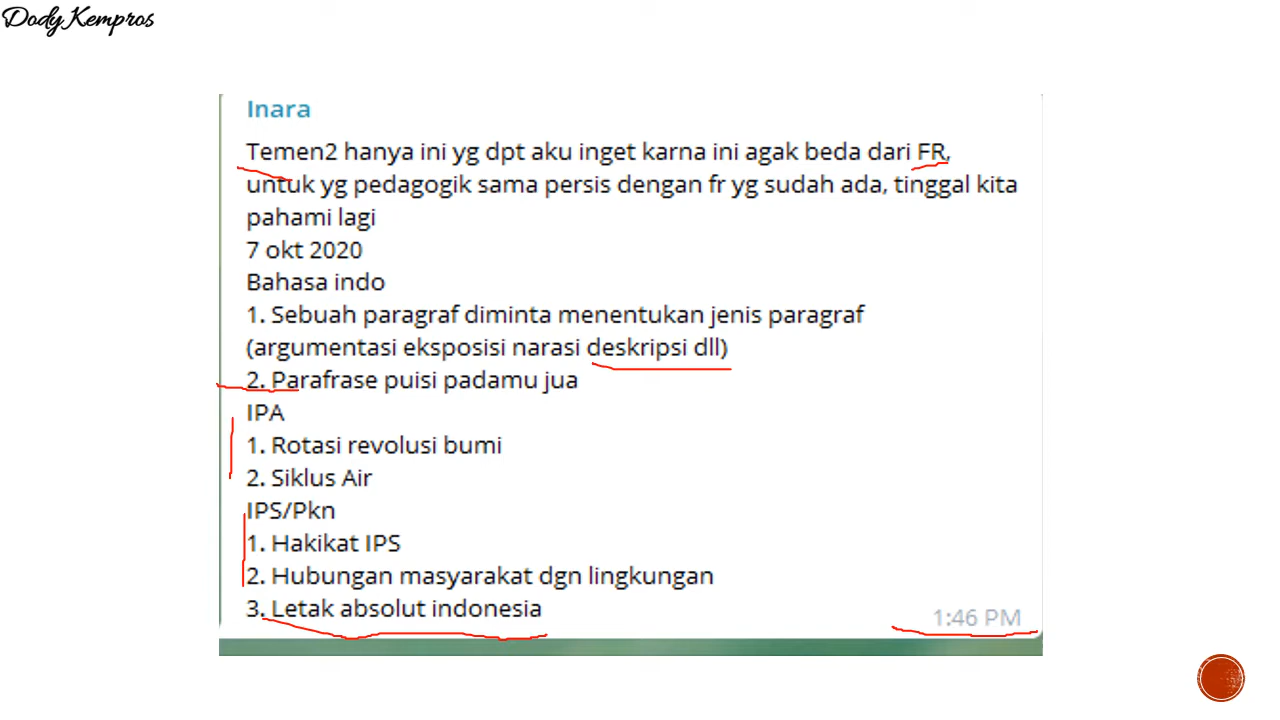 Dody Kempros
Inara
Temen2 hanya ini yg dpt aku inget karna ini agak beda dari FR,
untuk yg pedagogik sama persis dengan fr yg sudah ada, tinggal kita
pahami lagi
7 okt 2020
Bahasa indo
1. Sebuah paragraf diminta menentukan jenis paragraf
(argumentasi eksposisi narasi deskripsi dll)
2. Parafrase puisi padamu jua
IPA
1. Rotasi revolusi bumi
2. Siklus Air
IPS/Pkn
1. Hakikat IPS
2. Hubungan masyarakat dgn lingkungan
3. Letak absolut indonesia
1:46 PM